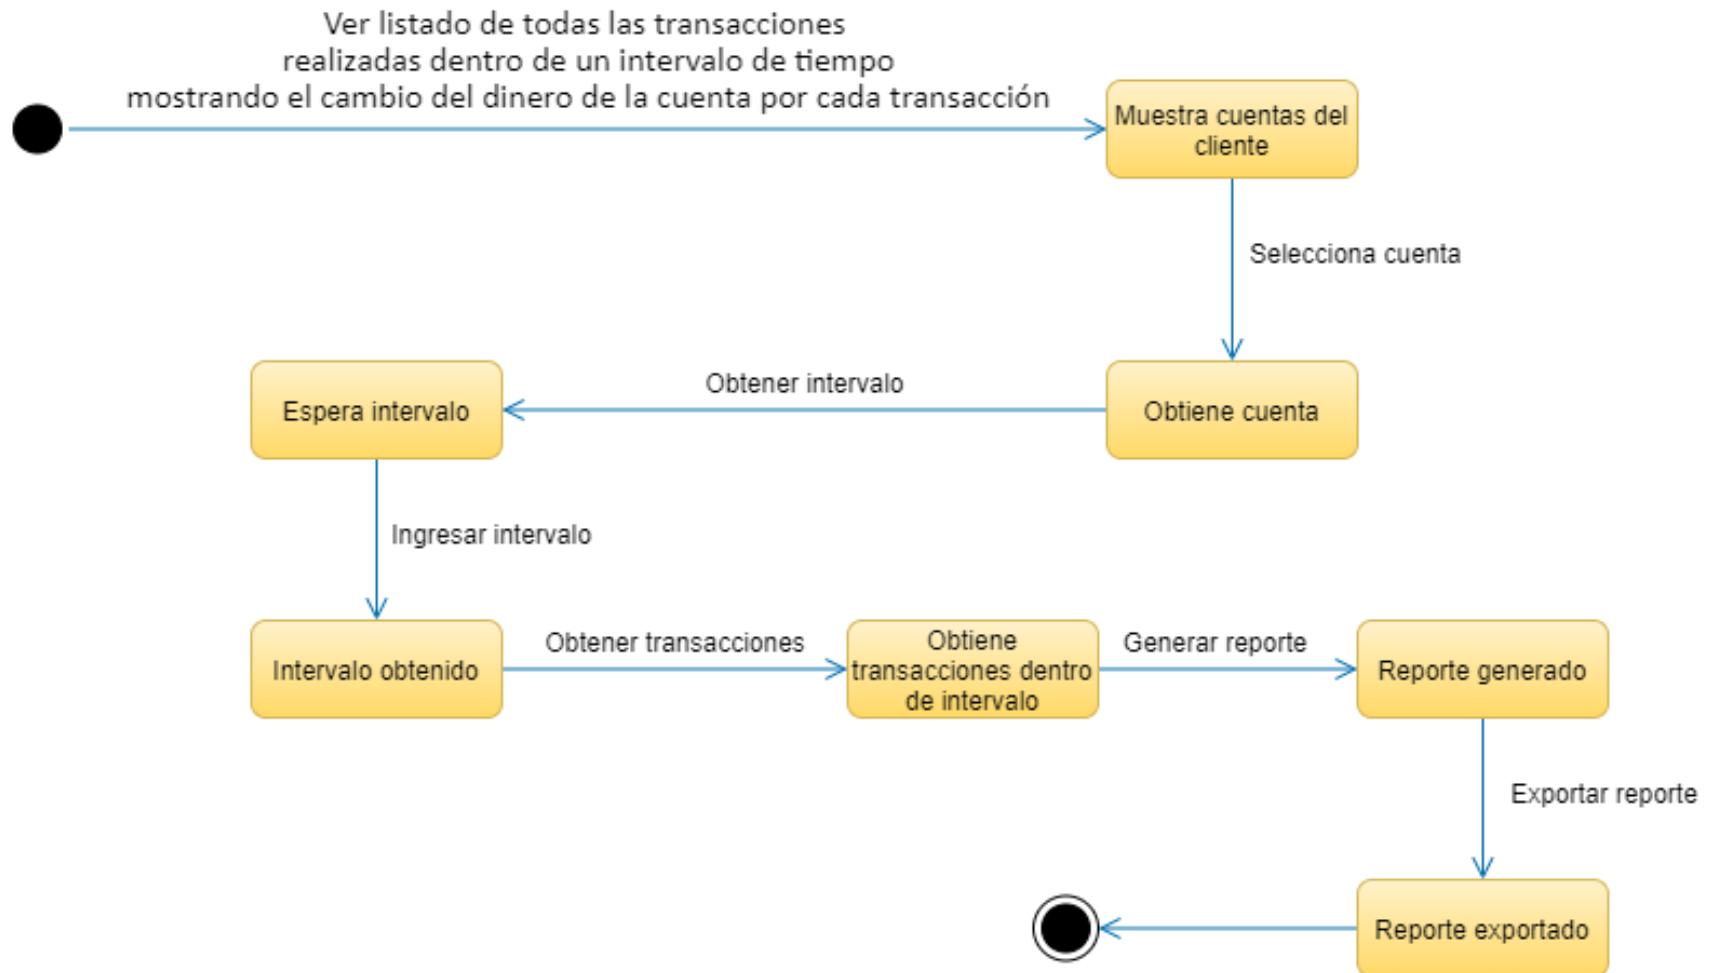 Ver listado de todas las transacciones
realizadas dentro de un intervalo de tiempo
mostrando el cambio del dinero de la cuenta por cada transacción
Muestra cuentas del
cliente
Selecciona cuenta
Obtiene cuenta
Obtener intervalo
Espera intervalo
Ingresar intervalo
Intervalo obtenido
Obtener transacciones
Obtiene
transacciones dentro
de intervalo
Generar reporte
Reporte generado
Exportar reporte
Reporte exportado